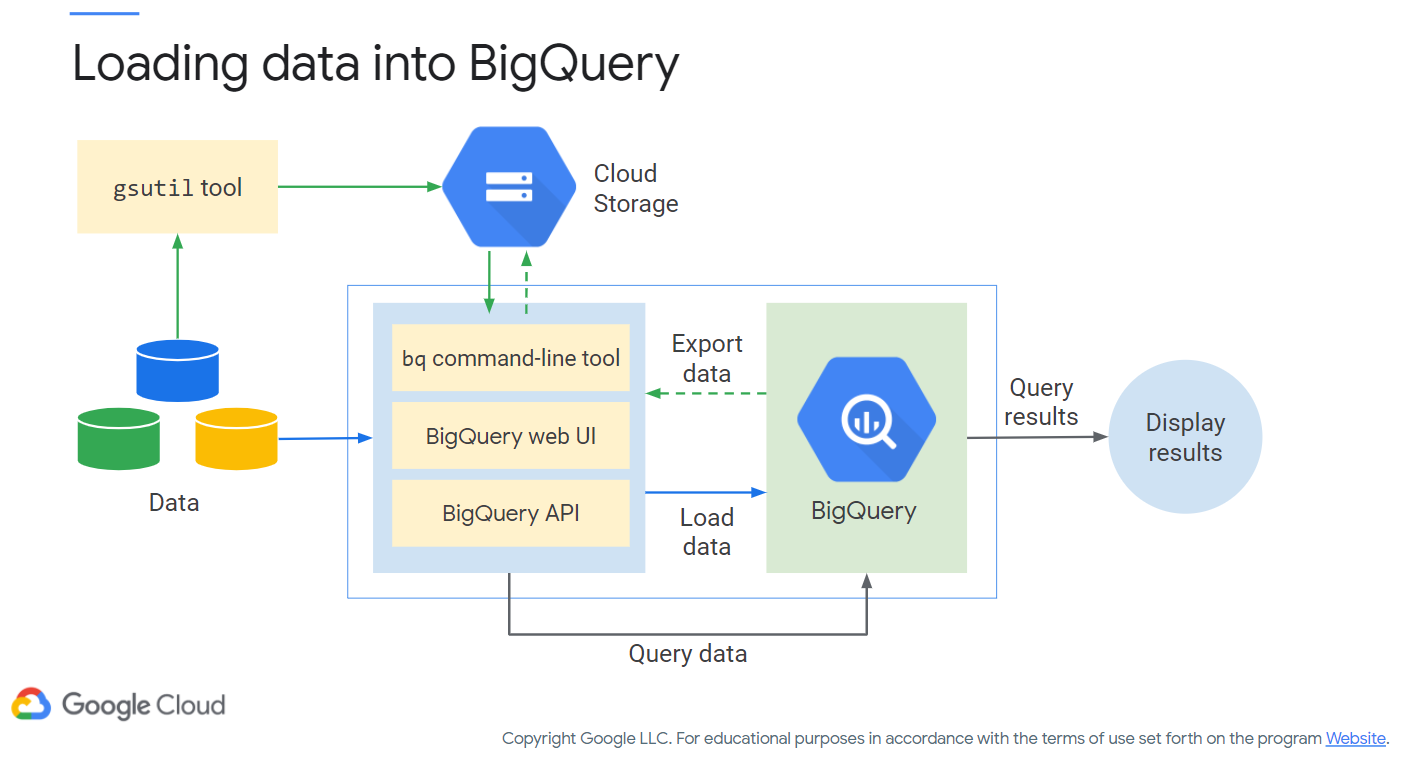 Loading data into BigQuery
gsutil tool
Cloud
Storage
bq command-line tool
BigQuery web UI
BigQuery API
Data
Export
data
Load
data
BigQuery
Query
results
Display
results
Query data
Google Cloud
Copyright Google LLC. For educational purposes in accordance with the terms of use set forth on the program Website.